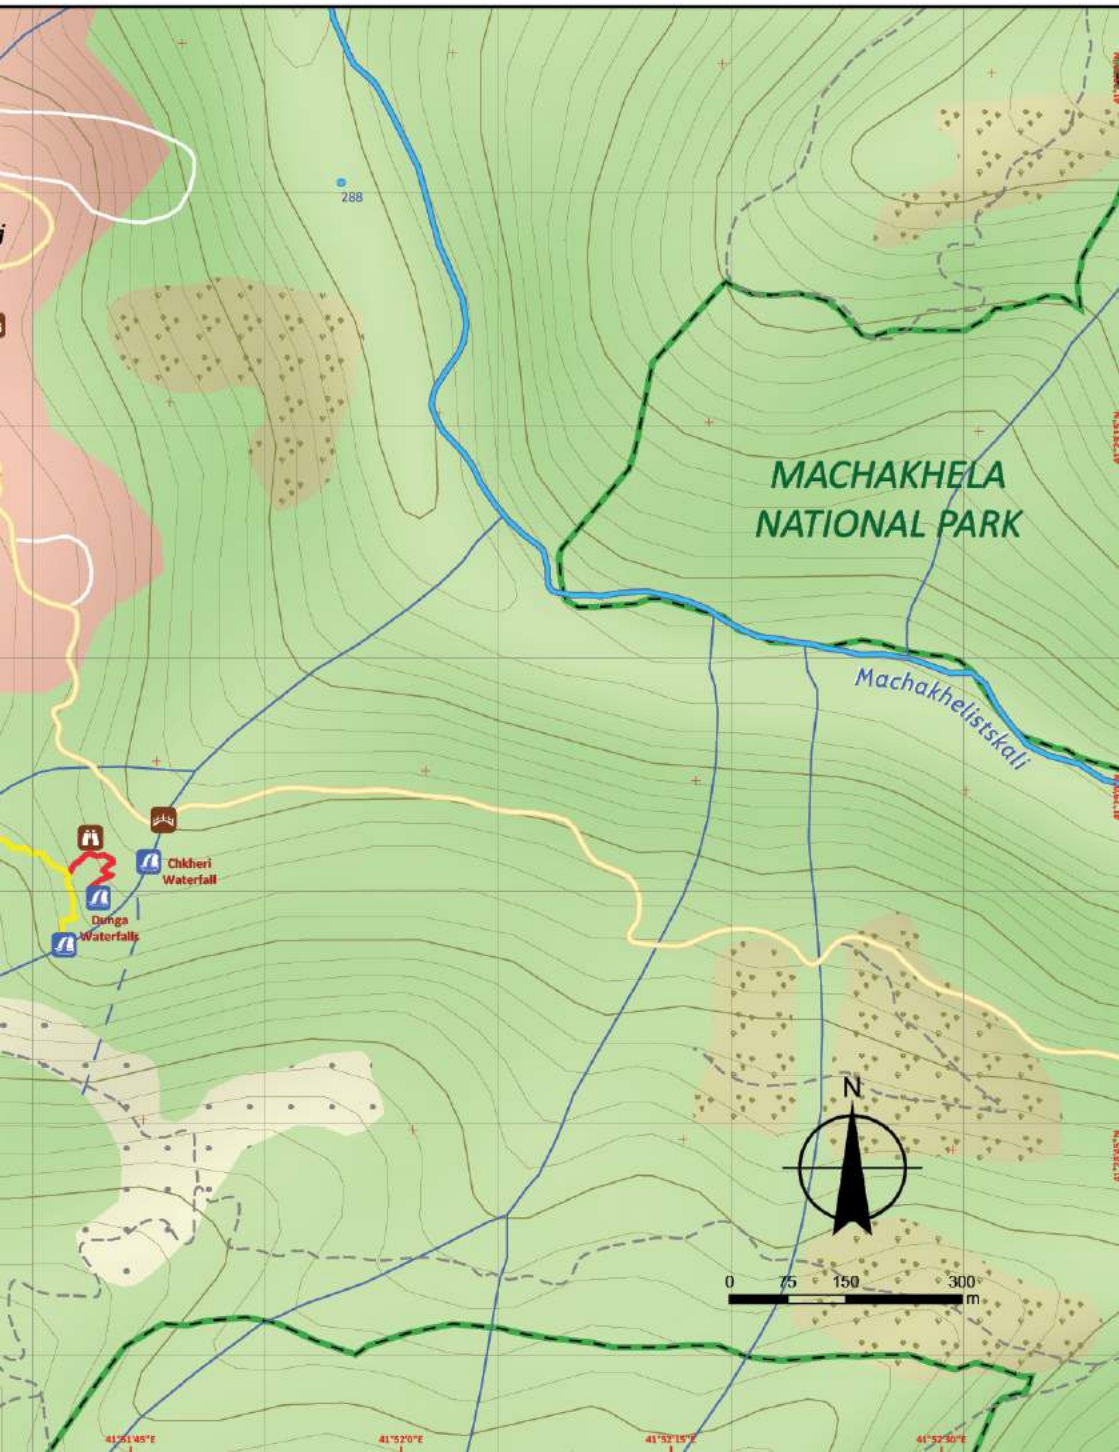 288
MACHAKHELA
NATIONAL PARK
Machakhelistskali
Chkheri
Waterfall
Dunga
Waterfalls
N
0 75 150 300
m
41°51'45"E 41°52'0"E 41°52'15"E 41°52'30"E